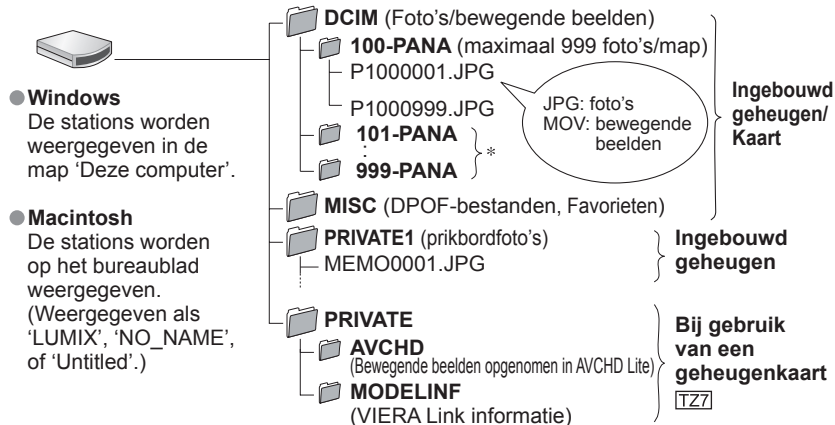 ● Windows
De stations worden
weergegeven in de
map ‘Deze computer’.
● Macintosh
De stations worden
op het bureaublad
weergegeven.
(Weergegeven als
‘LUMIX’, ‘NO_NAME’,
of ‘Untitled’.)
DCIM (Foto’s/bewegende beelden)
100-PANA (maximaal 999 foto’s/map)
P1000001.JPG
P1000999.JPG
JPG: foto’s
MOV: bewegende
beelden
101-PANA
:
999-PANA
*
MISC (DPOF-bestanden, Favorieten)
Ingebouwd
geheugen/
Kaart
PRIVATE1 (prikbordfoto’s)
MEMO0001.JPG
Ingebouwd
geheugen
PRIVATE
AVCHD
(Bewegende beelden opgenomen in AVCHD Lite)
MODELINF
(VIERA Link informatie)
Bij gebruik
van een
geheugenkaart
TZ7